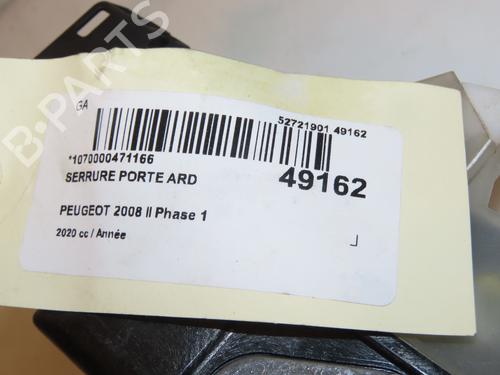 GA
52721901 49162
*1070000471166
SERRURE PORTE ARD
49162
PEUGEOT 2008 II Phase 1
2020 cc / Année
B-PARTS